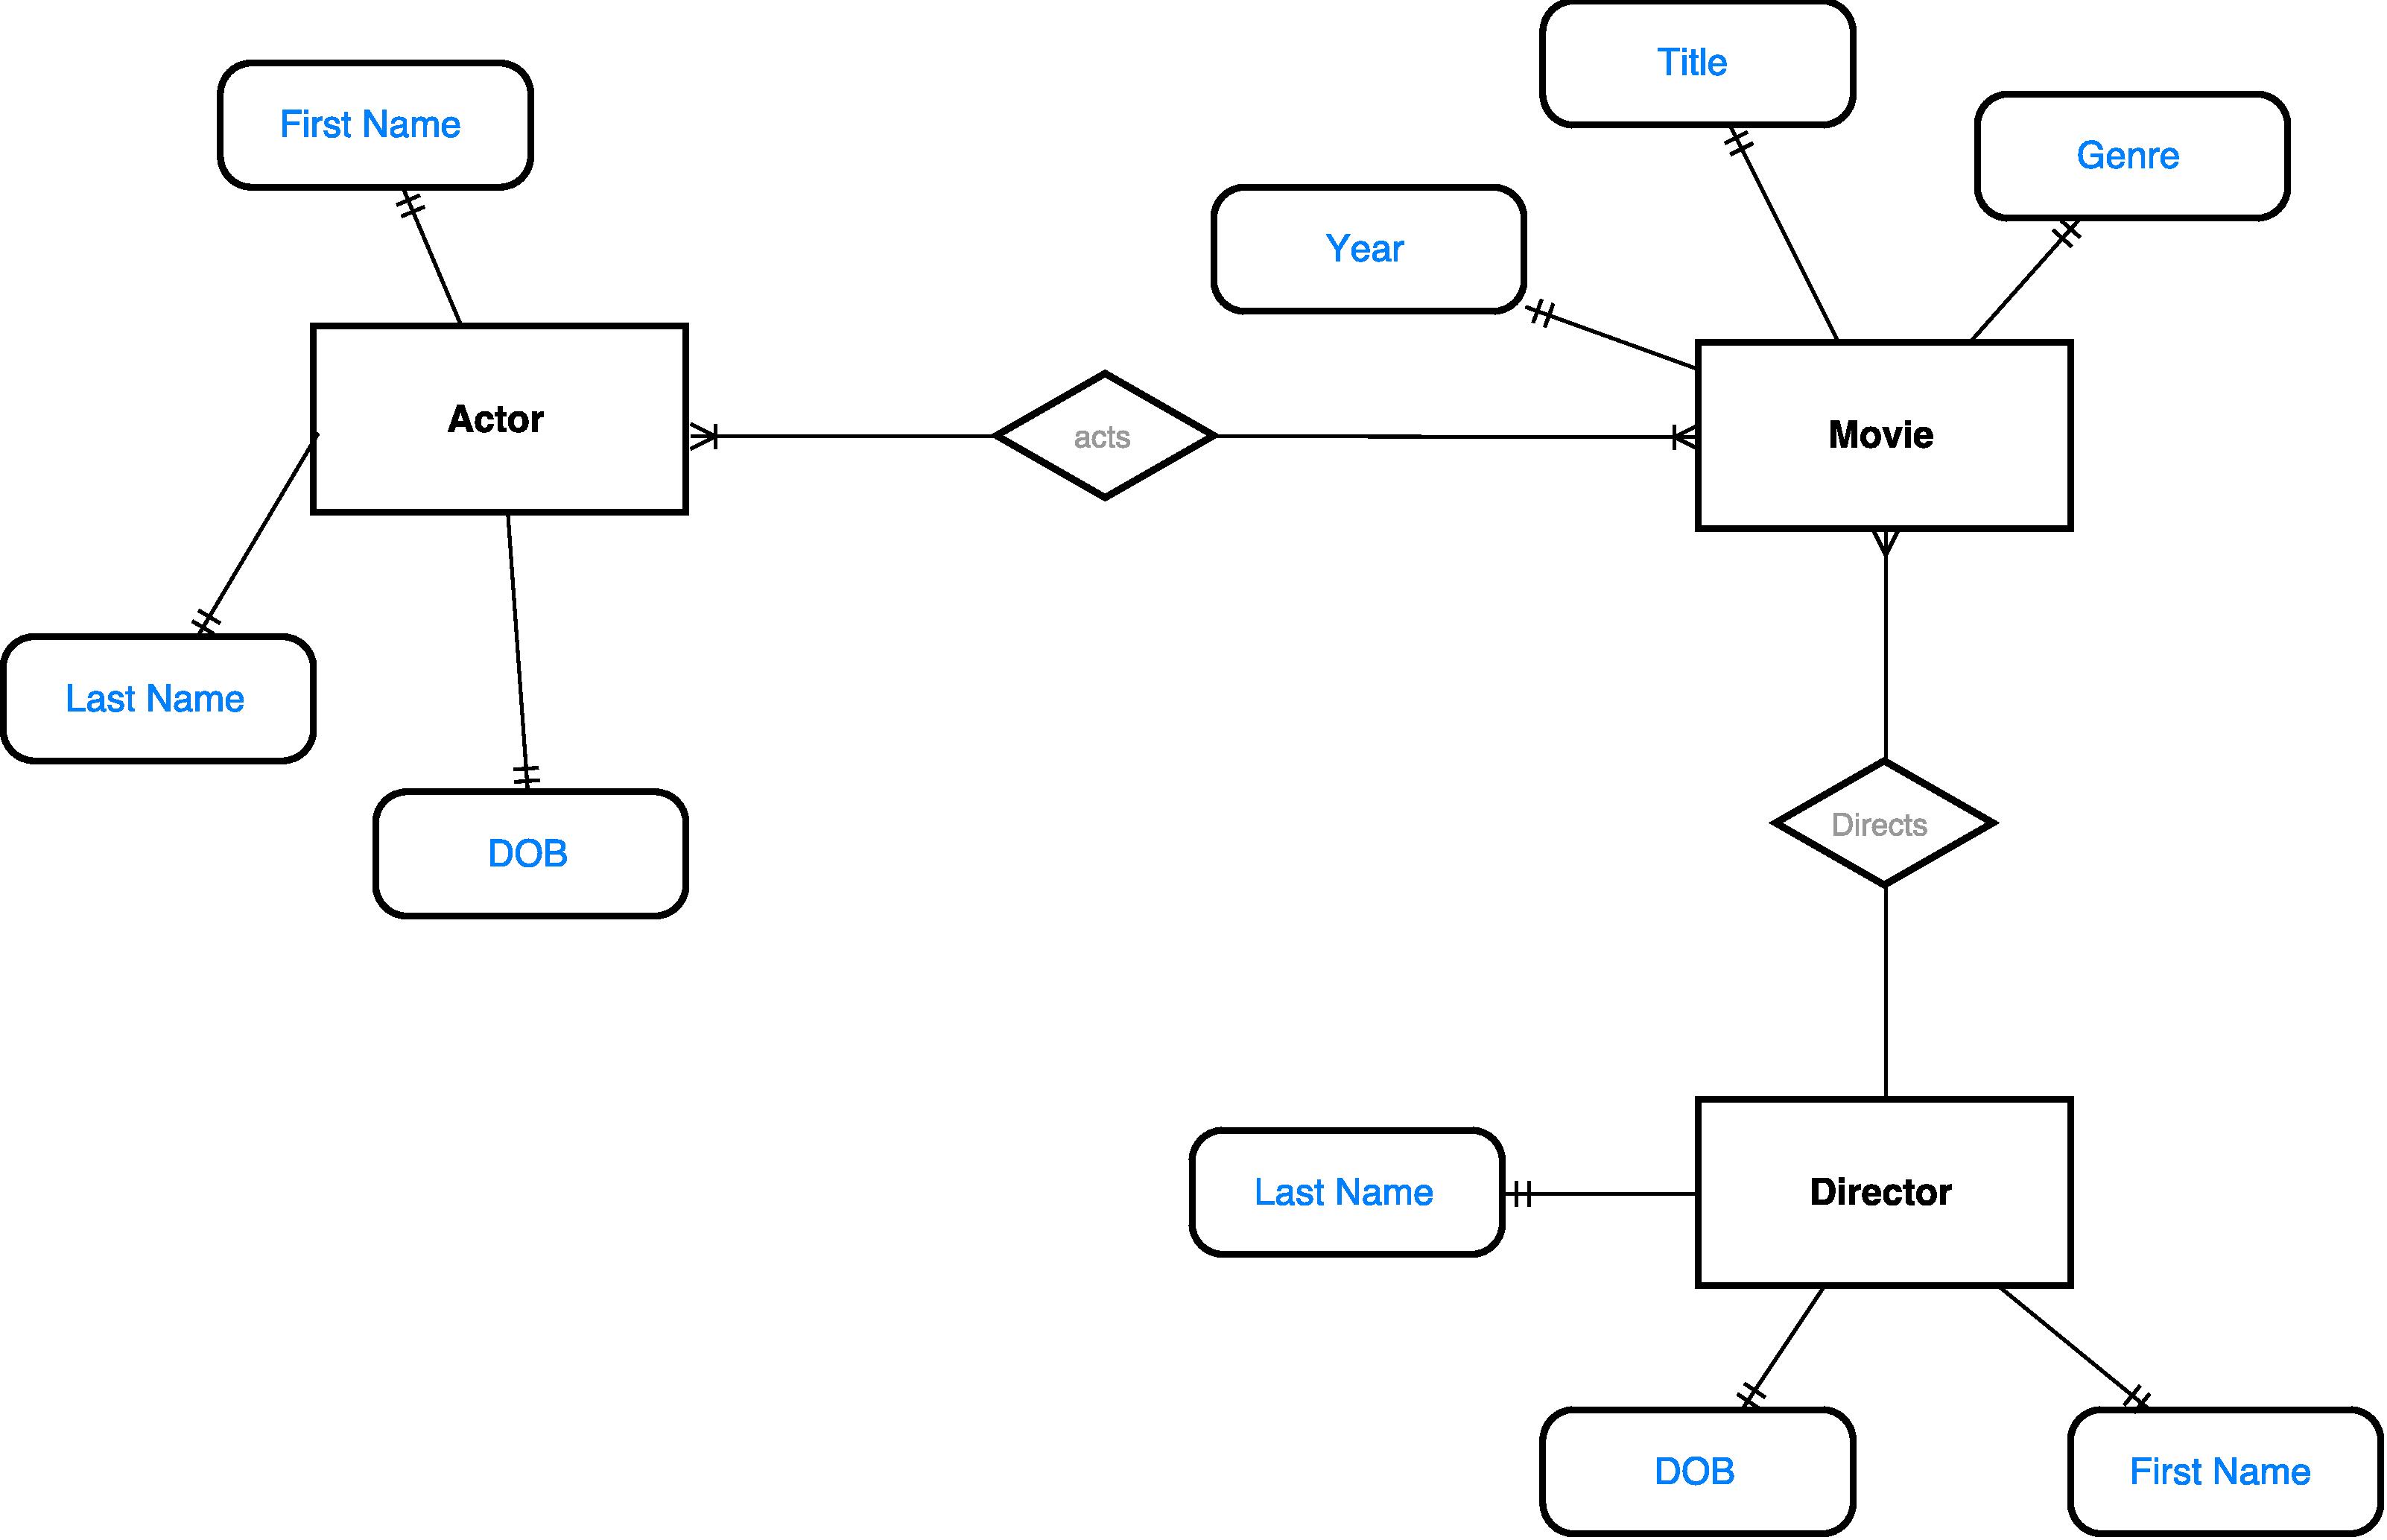 Title
First Name
Genre
Year
Actor
acts
Movie
Last Name
Directs
DOB
Last Name
Director
DOB
First Name